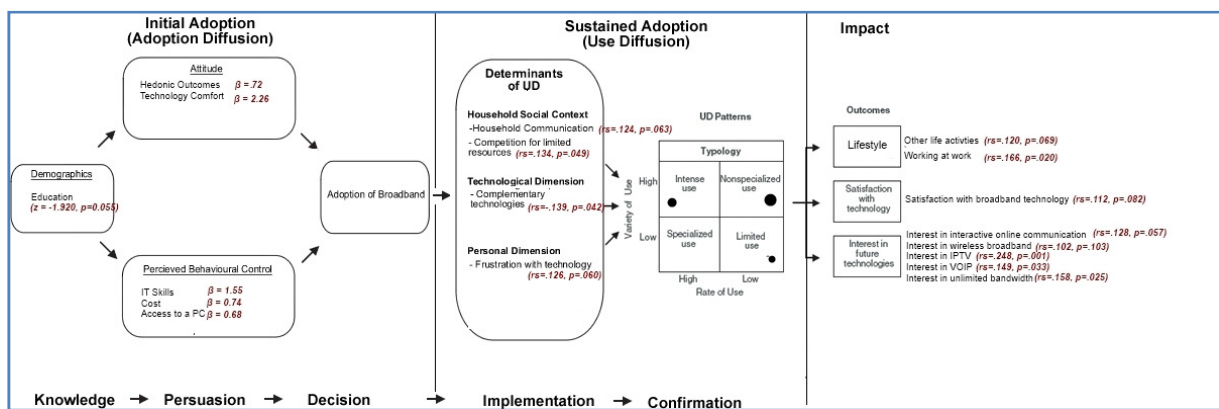 Initial Adoption
(Adoption Diffusion)
Attitude
Hedonic Outcomes β =.72
Technology Comfort β = 2.26
Demographics
Education
(z = -1.920, p=0.055)
Adoption of Broadband
Percieved Behavioural Control
IT Skills β = 1.55
Cost β = 0.74
Access to a PC β = 0.68
Sustained Adoption
(Use Diffusion)
Determinants
of UD
Household Social Context
-Household Communication (rs=.124, p=.063)
- Competition for limited
resources (rs=.134, p=.049)
Technological Dimension
- Complementary
technologies (rs=-.139, p=.042)
Personal Dimension
- Frustration with technology
(rs=.126, p=.060)
UD Patterns
Typology
Variety of Use
High
Low
Intense
use
Nonspecialized
use
Specialized
use
Limited
use
High
Low
Rate of Use
Impact
Outcomes
Lifestyle
Other life activties (rs=.120, p=.069)
Working at work (rs=.166, p=.020)
Satisfaction
with
technology
Satisfaction with broadband technology (rs=.112, p=.082)
Interest in
future
technologies
Interest in interactive online communication (rs=.128, p=.057)
Interest in wireless broadband (rs=.102, p=.103)
Interest in IPTV (rs=.248, p=.001)
Interest in VOIP (rs=.149, p=.033)
Interest in unlimited bandwidth (rs=.158, p=.025)
Knowledge
Persuasion
Decision
Implementation
Confirmation